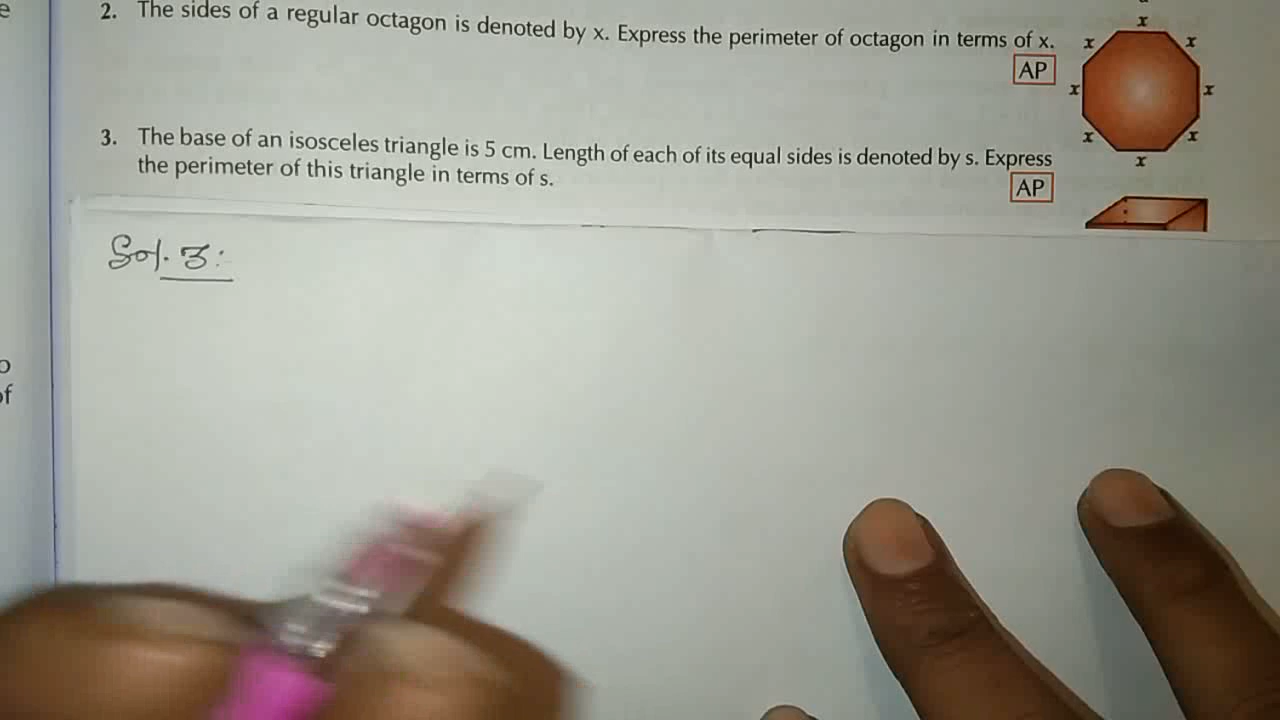 e
2. The sides of a regular octagon is denoted by x. Express the perimeter of octagon in terms of x.
AP
x
x x
x x
x x
x
3. The base of an isosceles triangle is 5 cm. Length of each of its equal sides is denoted by s. Express
the perimeter of this triangle in terms of s.
AP
Sol. 3:
o
of